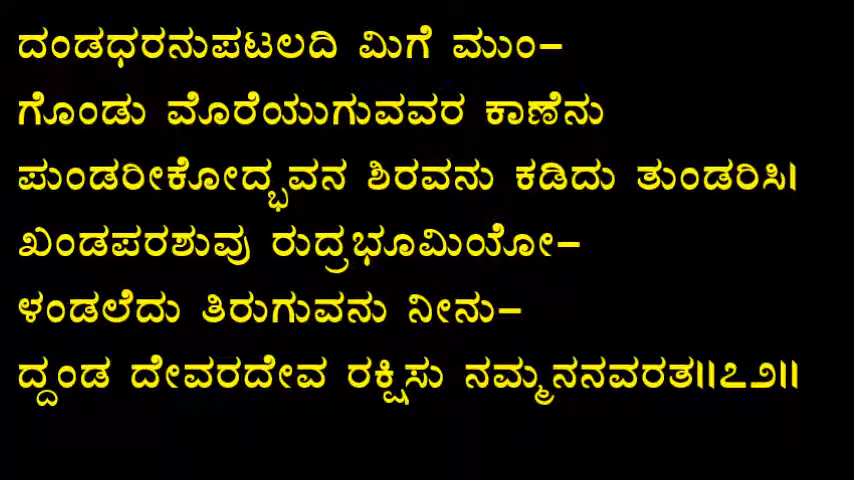 ದಂಡಧರನುಪಟಲದಿ ಮಿಗೆ ಮುಂ-
ಗೊಂಡು ಮೊರೆಯುಗುವವರ ಕಾಣೆನು
ಪುಂಡರೀಕೋದ್ಭವನ ಶಿರವನು ಕಡಿದು ತುಂಡರಿಸಿ।
ಖಂಡಪರಶುವು ರುದ್ರಭೂಮಿಯೋ-
ಳಂಡಲೆದು ತಿರುಗುವನು ನೀನು-
ದ್ದಂಡ ದೇವರದೇವ ರಕ್ಷಿಸು ನಮ್ಮನನವರತ॥೭೨॥